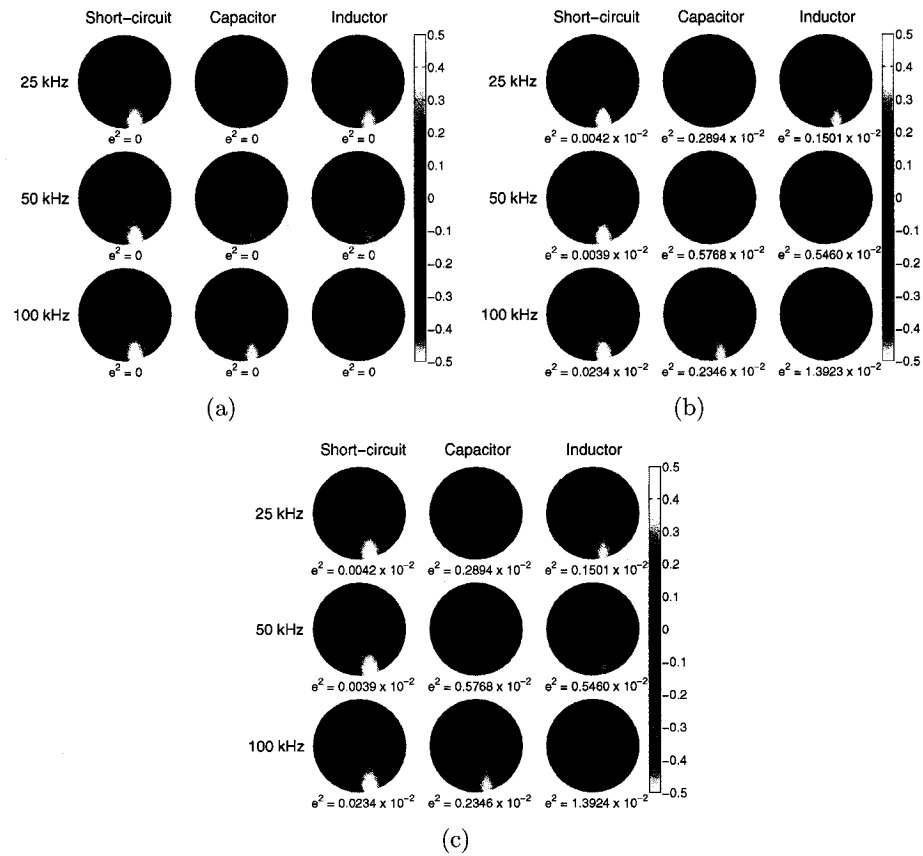 Short-circuit Capacitor Inductor
25 kHz
e² = 0 e² = 0 e² = 0
50 kHz
e² = 0 e² = 0 e² = 0
100 kHz
e² = 0 e² = 0 e² = 0
0.5
0.4
0.3
0.2
0
-0.1
-0.2
-0.3
-0.4
-0.5
(a)
Short-circuit Capacitor Inductor
25 kHz
e² = 0.0042 x 10⁻² e² = 0.2894 x 10⁻² e² = 0.1501 x 10⁻²
50 kHz
e² = 0.0039 x 10⁻² e² = 0.5768 x 10⁻² e² = 0.5460 x 10⁻²
100 kHz
e² = 0.0234 x 10⁻² e² = 0.2346 x 10⁻² e² = 1.3923 x 10⁻²
0.5
0.4
0.3
0.2
0
-0.1
-0.2
-0.3
-0.4
-0.5
(b)
Short-circuit Capacitor Inductor
25 kHz
e² = 0.0042 x 10⁻² e² = 0.2894 x 10⁻² e² = 0.1501 x 10⁻²
50 kHz
e² = 0.0039 x 10⁻² e² = 0.5768 x 10⁻² e² = 0.5460 x 10⁻²
100 kHz
e² = 0.0234 x 10⁻² e² = 0.2346 x 10⁻² e² = 1.3924 x 10⁻²
0.5
0.4
0.3
0.2
0.1
0
-0.1
-0.2
-0.3
-0.4
-0.5
(c)